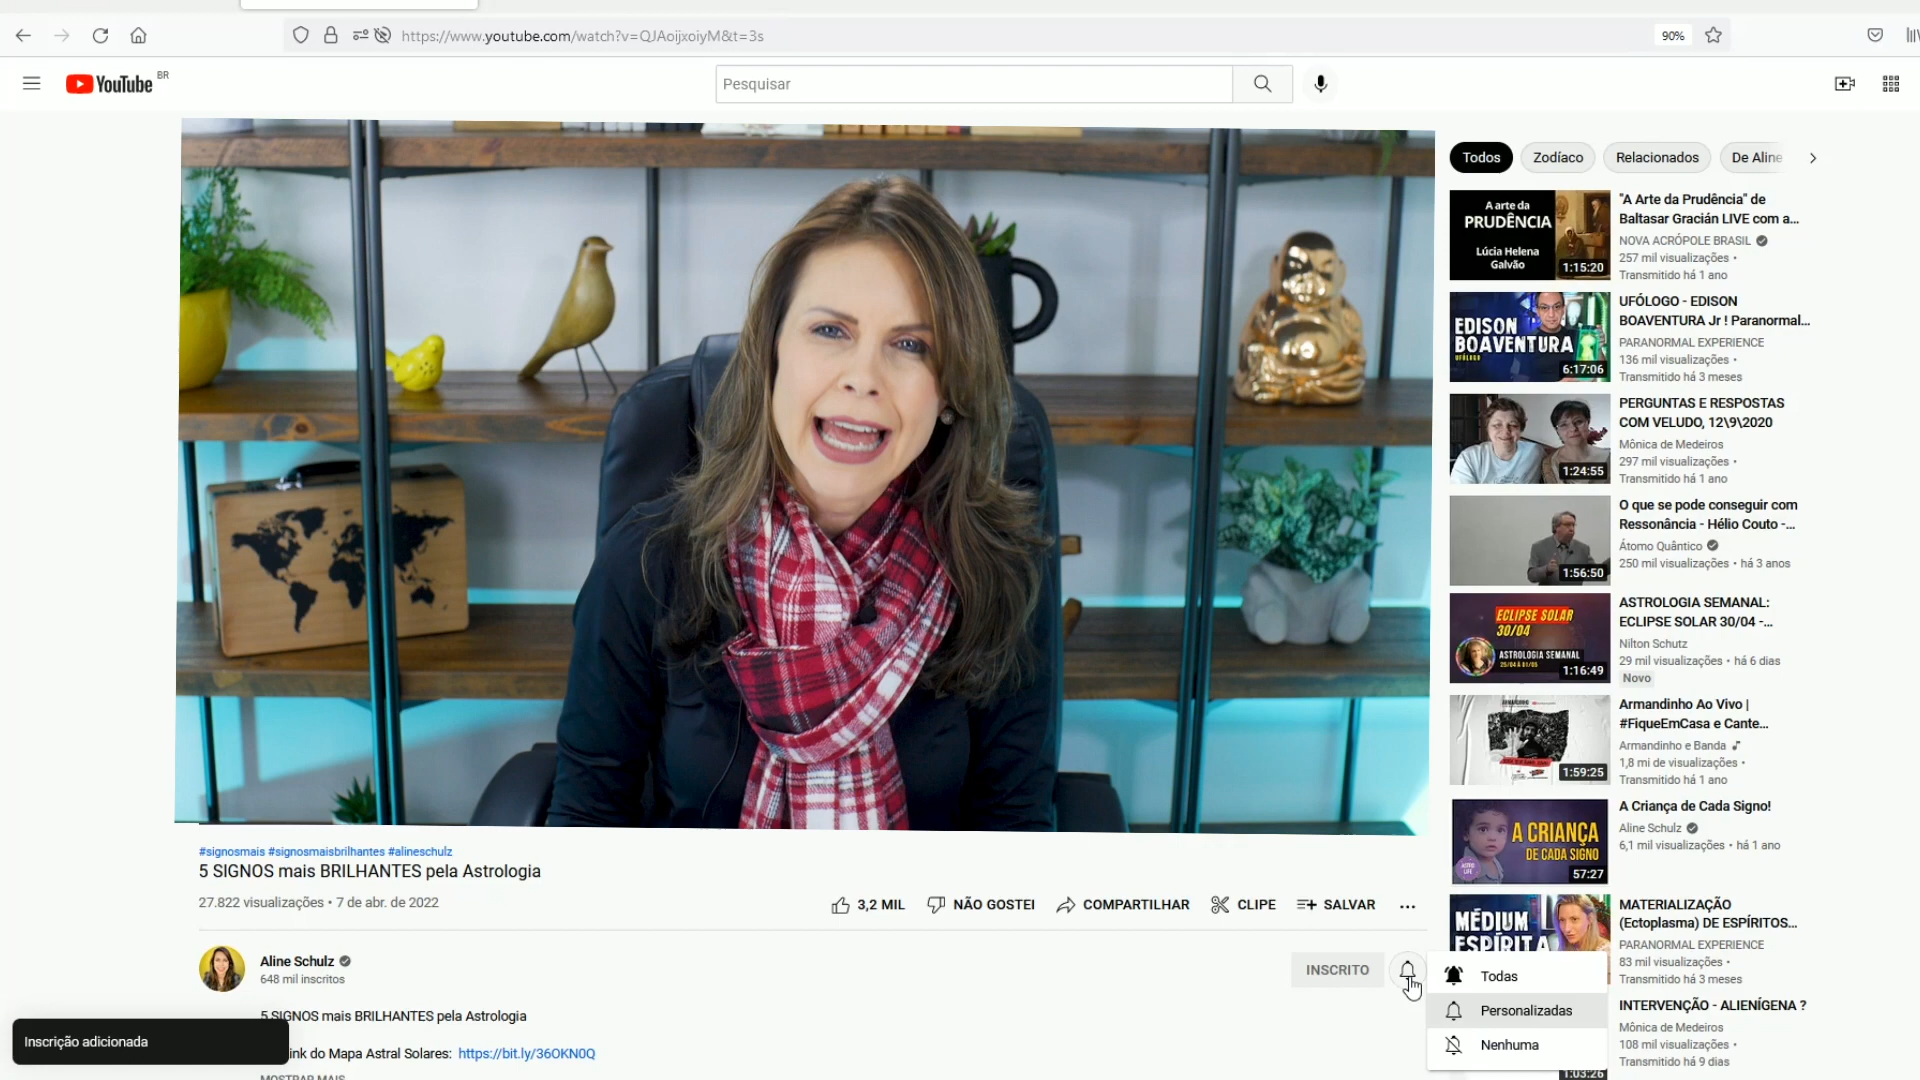 https://www.youtube.com/watch?v=QJAoijxoiyM&t=3s
90%
YouTube BR
Pesquisar
Todos
Zodíaco
Relacionados
De Aline
#signosmais #signosmaisbrilhantes #alineschulz
5 SIGNOS mais BRILHANTES pela Astrologia
27.822 visualizações • 7 de abr. de 2022
3,2 MIL
NÃO GOSTEI
COMPARTILHAR
CLIPE
SALVAR
Aline Schulz
648 mil inscritos
INSCRITO
5 SIGNOS mais BRILHANTES pela Astrologia
ink do Mapa Astral Solares: https://bit.ly/36OKN0Q
MOSTRAR MAIS
Inscrição adicionada
Todas
Personalizadas
Nenhuma
A arte da
PRUDÊNCIA
Lúcia Helena
Galvão
1:15:20
"A Arte da Prudência" de
Baltasar Gracián LIVE com a...
NOVA ACRÓPOLE BRASIL
257 mil visualizações •
Transmitido há 1 ano
EDISON
BOAVENTURA
UFÓLOGO
6:17:06
UFÓLOGO - EDISON
BOAVENTURA Jr ! Paranormal...
PARANORMAL EXPERIENCE
136 mil visualizações •
Transmitido há 3 meses
1:24:55
PERGUNTAS E RESPOSTAS
COM VELUDO, 12\9\2020
Mônica de Medeiros
297 mil visualizações •
Transmitido há 1 ano
1:56:50
O que se pode conseguir com
Ressonância - Hélio Couto -...
Átomo Quântico
250 mil visualizações • há 3 anos
ECLIPSE SOLAR
30/04
ASTROLOGIA SEMANAL
25/04 À 01/05
1:16:49
ASTROLOGIA SEMANAL:
ECLIPSE SOLAR 30/04 -...
Nilton Schutz
29 mil visualizações • há 6 dias
Novo
1:59:25
Armandinho Ao Vivo |
#FiqueEmCasa e Cante...
Armandinho e Banda
1,8 mi de visualizações •
Transmitido há 1 ano
A CRIANÇA
DE CADA SIGNO
57:27
A Criança de Cada Signo!
Aline Schulz
6,1 mil visualizações • há 1 ano
MÉDIUM
ESPÍRITA
MATERIALIZAÇÃO
(Ectoplasma) DE ESPÍRITOS...
PARANORMAL EXPERIENCE
83 mil visualizações •
Transmitido há 3 meses
1:03:26
INTERVENÇÃO - ALIENÍGENA ?
Mônica de Medeiros
108 mil visualizações •
Transmitido há 9 dias